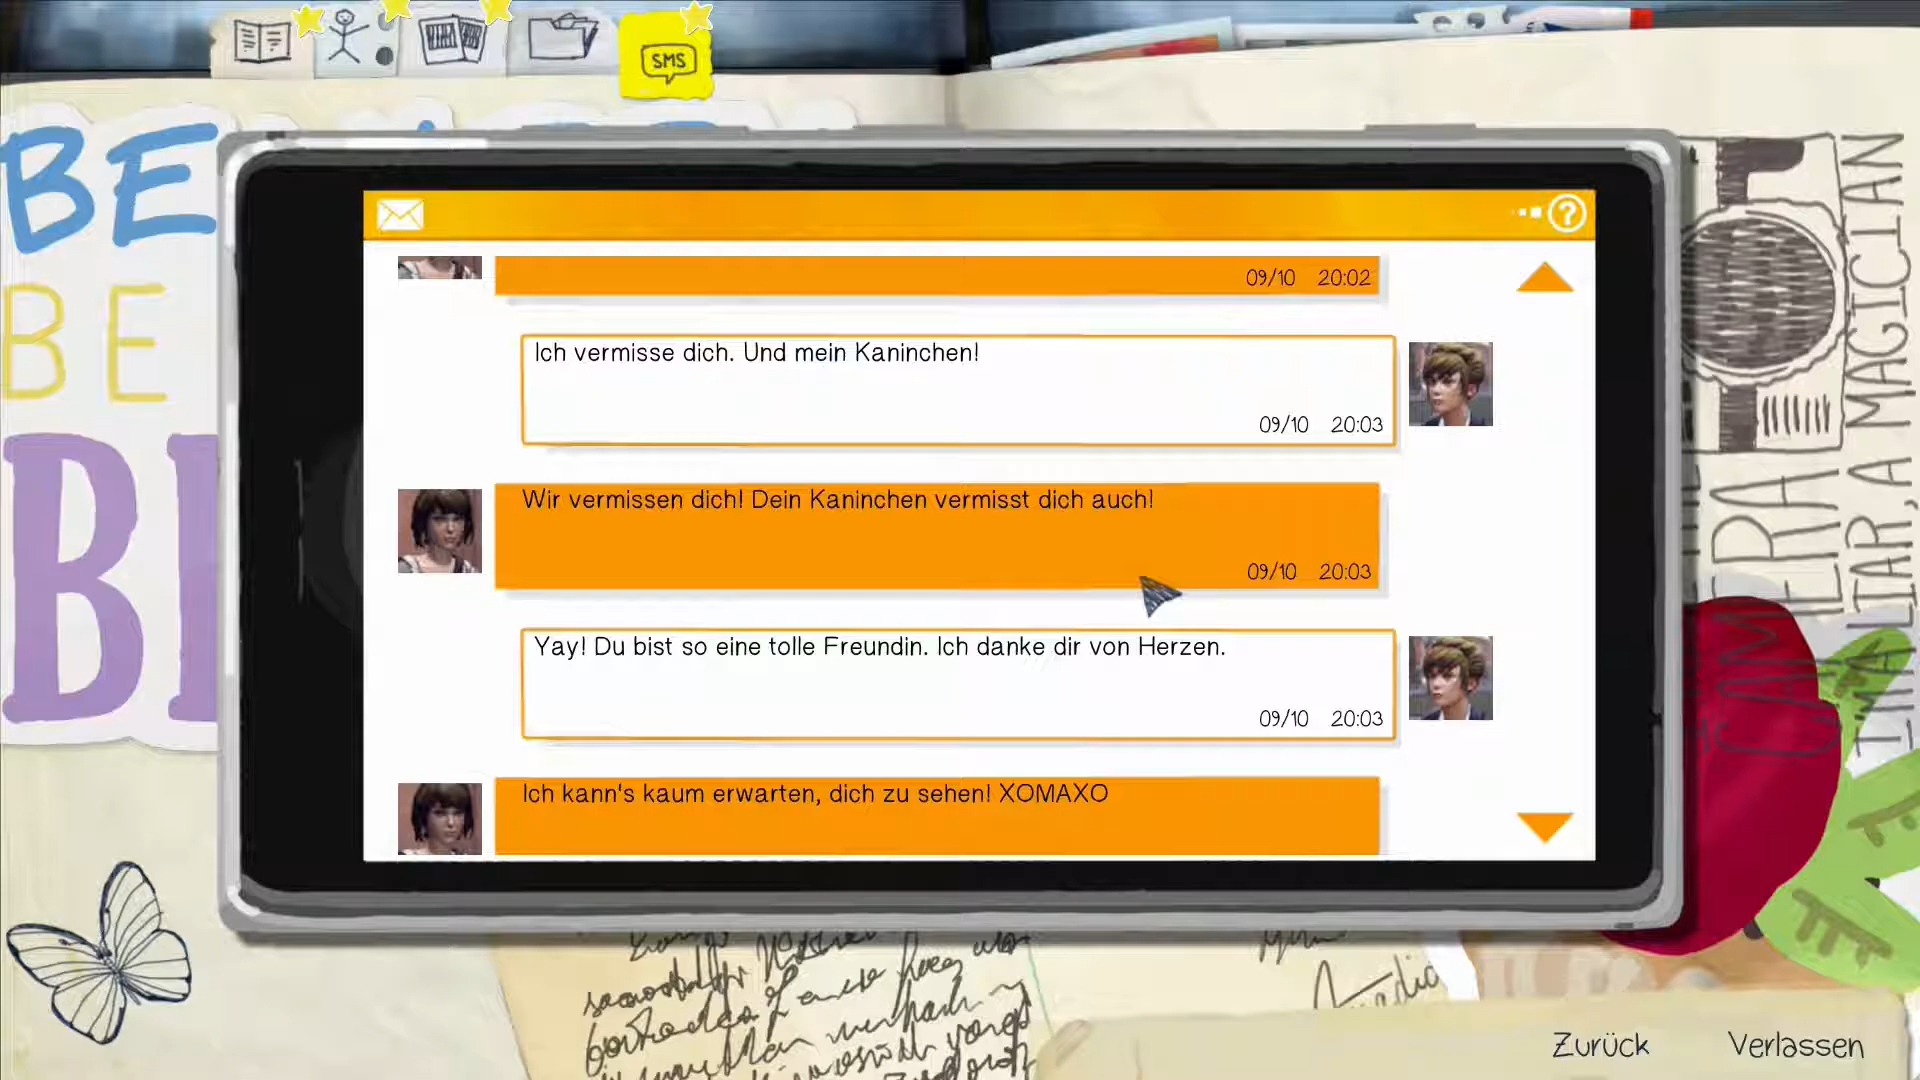 SMS
BE
BE
09/10 20:02
Ich vermisse dich. Und mein Kaninchen!
09/10 20:03
Wir vermissen dich! Dein Kaninchen vermisst dich auch!
09/10 20:03
Yay! Du bist so eine tolle Freundin. Ich danke dir von Herzen.
09/10 20:03
Ich kann's kaum erwarten, dich zu sehen! XOMAXO
LIAR, A MAGICIAN
Zurück Verlassen